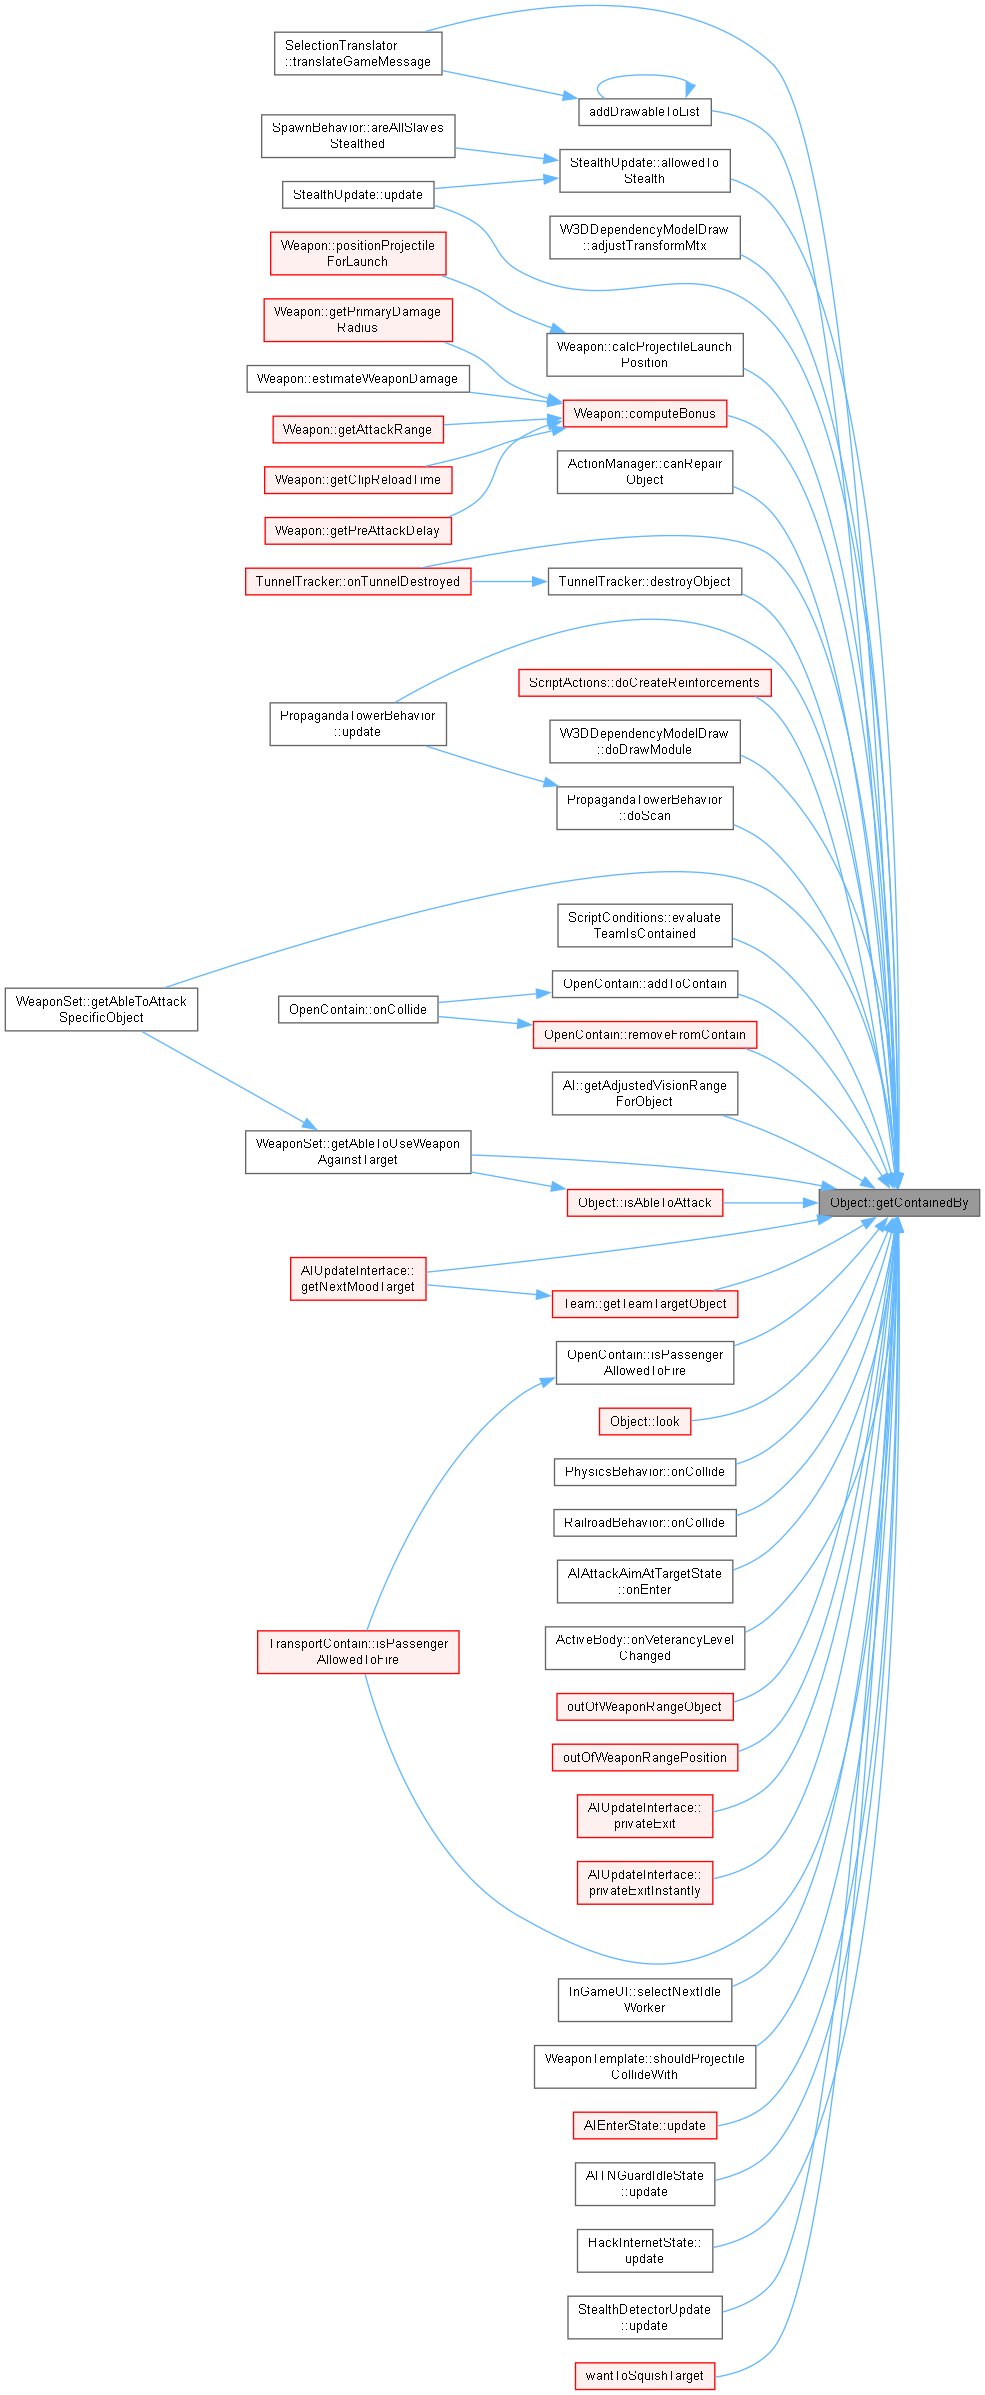 SelectionTranslator
::translateGameMessage
addDrawableToList
SpawnBehavior::areAllSlaves
Stealthed
StealthUpdate::allowedTo
Stealth
StealthUpdate::update
W3DDependencyModelDraw
::adjustTransformMtx
Weapon::positionProjectile
ForLaunch
Weapon::getPrimaryDamage
Radius
Weapon::calcProjectileLaunch
Position
Weapon::estimateWeaponDamage
Weapon::computeBonus
Weapon::getAttackRange
ActionManager::canRepair
Object
Weapon::getClipReloadTime
Weapon::getPreAttackDelay
TunnelTracker::onTunnelDestroyed
TunnelTracker::destroyObject
ScriptActions::doCreateReinforcements
PropagandaTowerBehavior
::update
W3DDependencyModelDraw
::doDrawModule
PropagandaTowerBehavior
::doScan
ScriptConditions::evaluate
TeamIsContained
WeaponSet::getAbleToAttack
SpecificObject
OpenContain::addToContain
OpenContain::onCollide
OpenContain::removeFromContain
AI::getAdjustedVisionRange
ForObject
WeaponSet::getAbleToUseWeapon
AgainstTarget
Object::isAbleToAttack
Object::getContainedBy
AIUpdateInterface::
getNextMoodTarget
Team::getTeamTargetObject
OpenContain::isPassenger
AllowedToFire
Object::look
PhysicsBehavior::onCollide
RailroadBehavior::onCollide
AIAttackAimAtTargetState
::onEnter
ActiveBody::onVeterancyLevel
Changed
TransportContain::isPassenger
AllowedToFire
outOfWeaponRangeObject
outOfWeaponRangePosition
AIUpdateInterface::
privateExit
AIUpdateInterface::
privateExitInstantly
InGameUI::selectNextIdle
Worker
WeaponTemplate::shouldProjectile
CollideWith
AIEnterState::update
AITNGuardIdleState
::update
HackInternetState::
update
StealthDetectorUpdate
::update
wantToSquishTarget